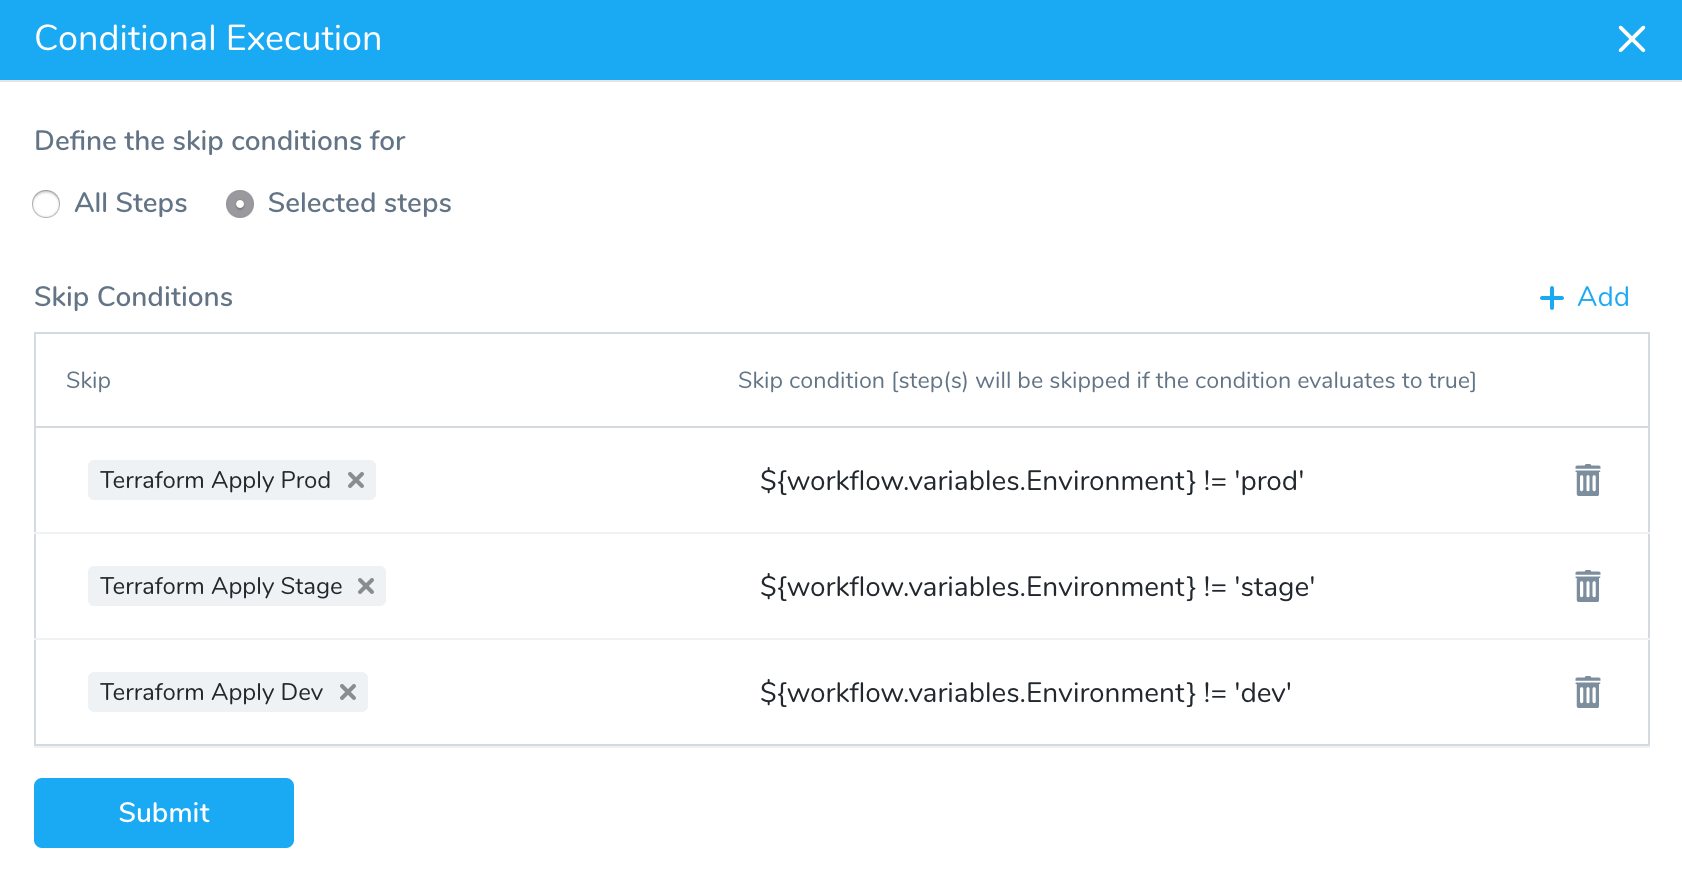 Conditional Execution
Define the skip conditions for
All Steps Selected steps
Skip Conditions Add
Skip Skip condition [step(s) will be skipped if the condition evaluates to true]
Terraform Apply Prod ${workflow.variables.Environment} != 'prod'
Terraform Apply Stage ${workflow.variables.Environment} != 'stage'
Terraform Apply Dev ${workflow.variables.Environment} != 'dev'
Submit